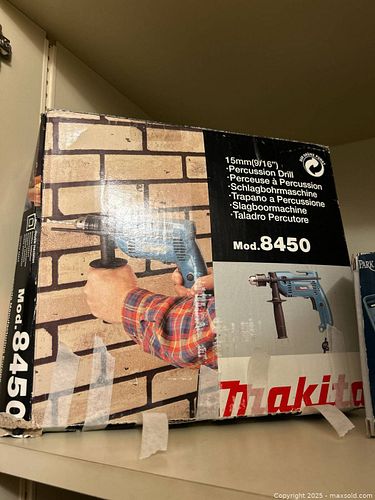 15mm(9/16")
·Percussion Drill
·Perceuse à Percussion
·Schlagbohrmaschine
·Trapano a Percussione
·Slagboormachine
·Taladro Percutore
Mod.8450
Mod.8450
makita
PARK
Copyright © 2025 - maxsold.com